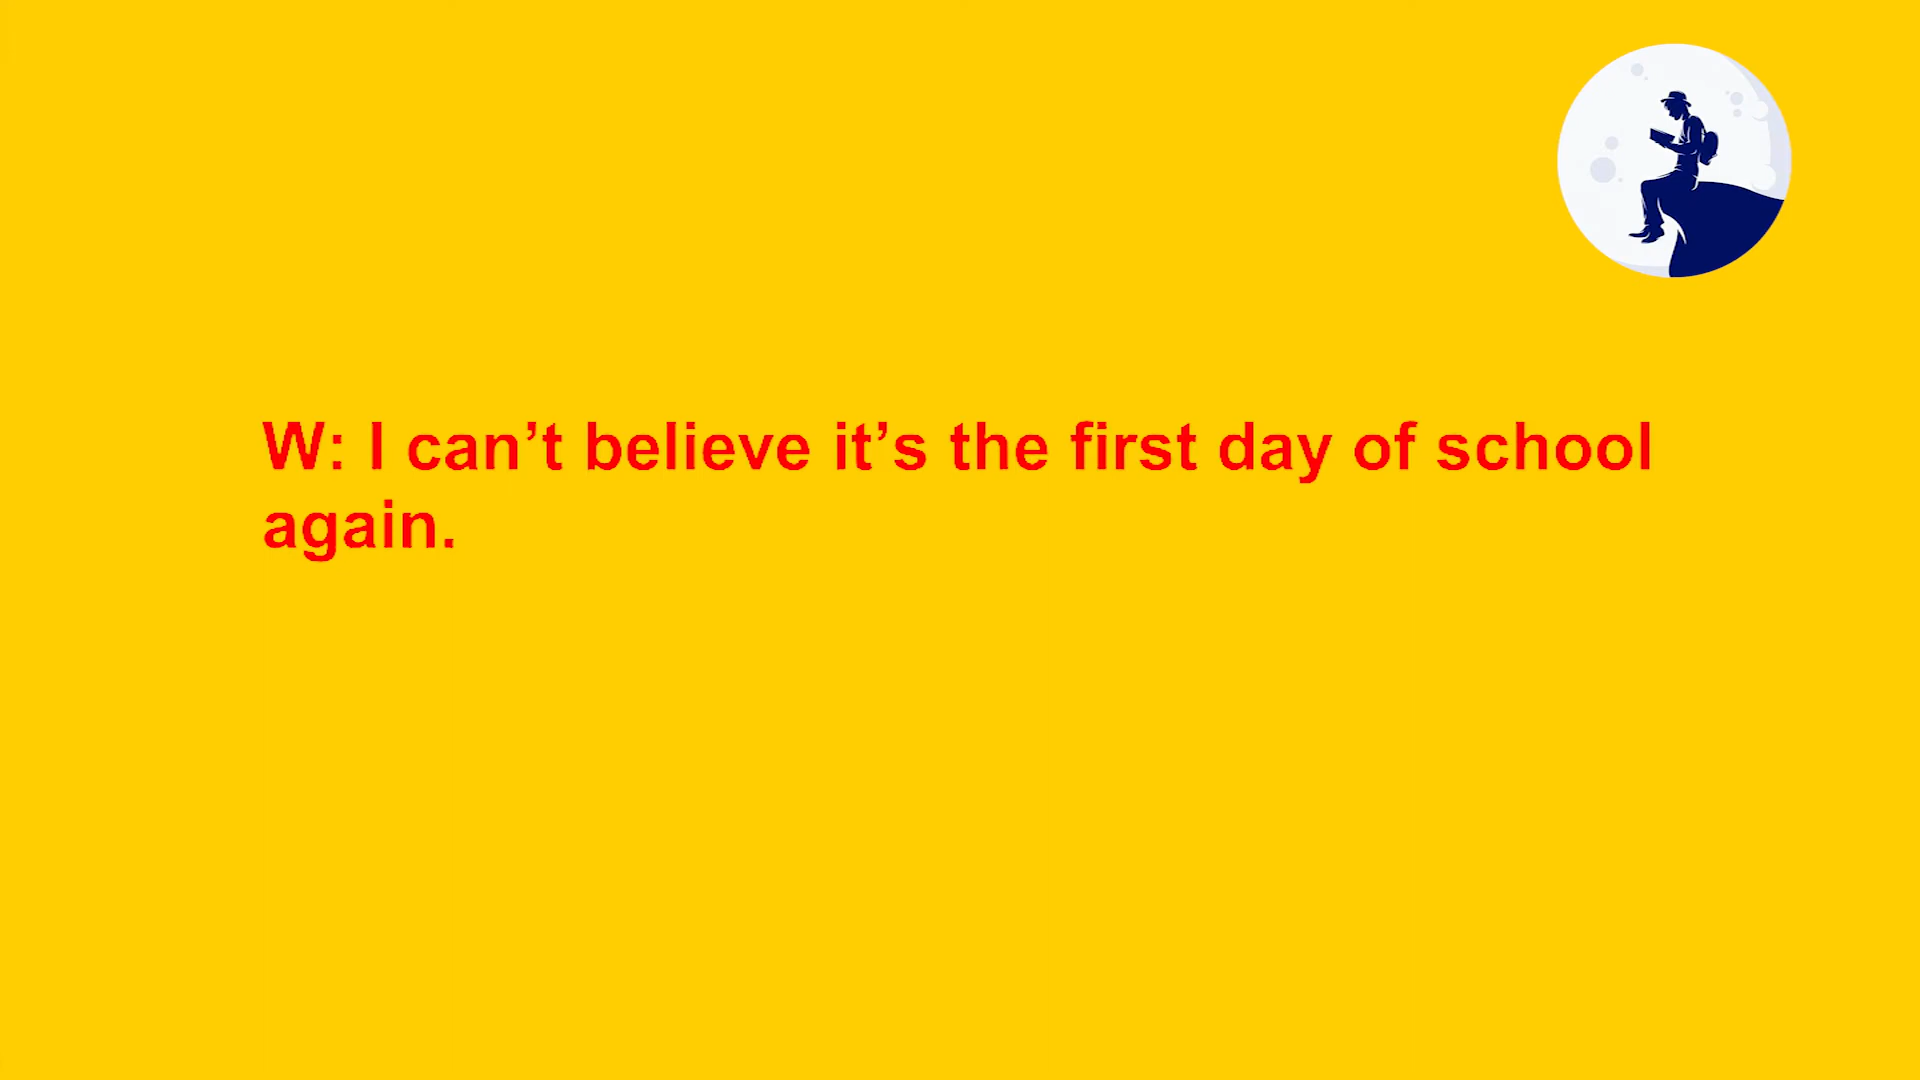 W: I can’t believe it’s the first day of school
again.